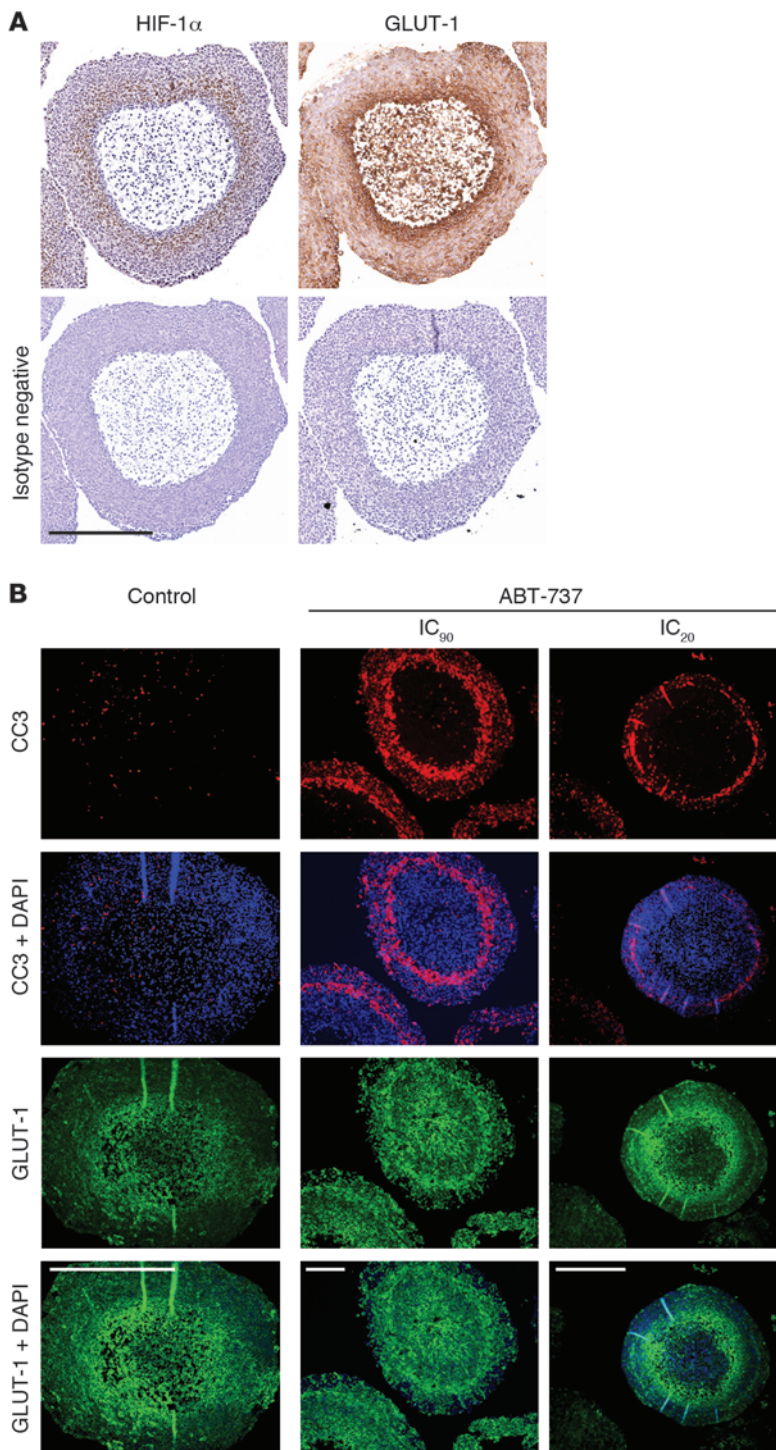 A
HIF-1α
GLUT-1
Isotype negative
B
Control
ABT-737
IC90
IC20
CC3
CC3 + DAPI
GLUT-1
GLUT-1 + DAPI